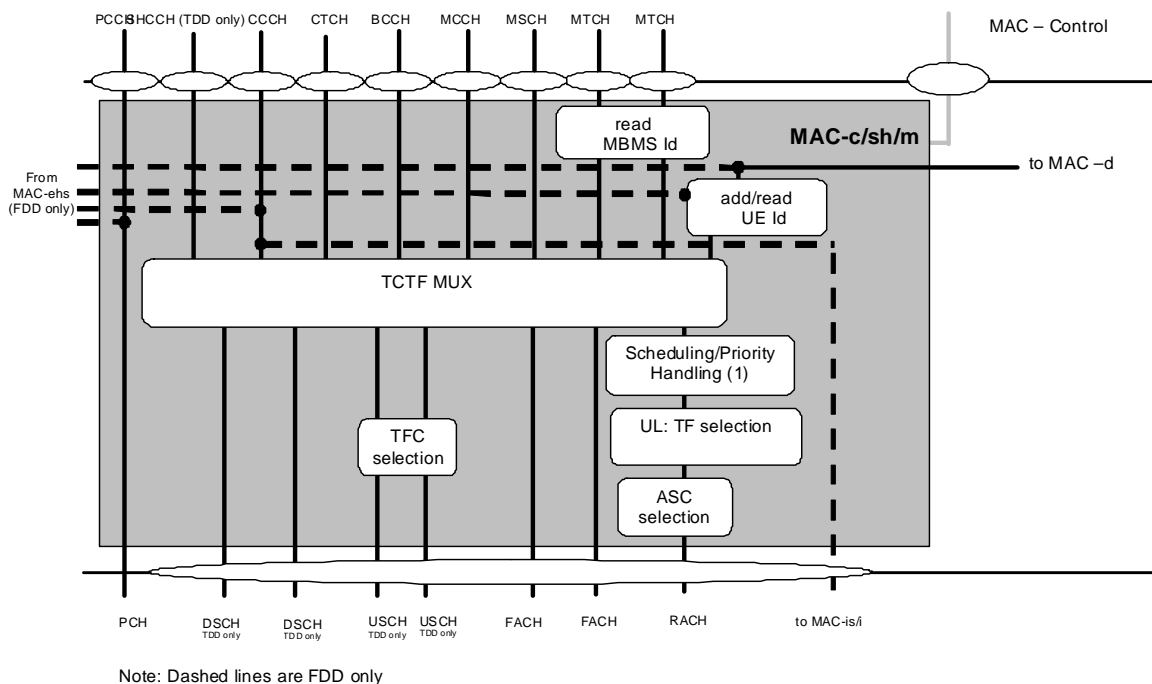 PCCH SHCCH (TDD only) CCCH CTCH BCCH MCCH MSCH MTCH MTCH
MAC – Control
read
MBMS Id
MAC-c/sh/m
From
MAC-ehs
(FDD only)
to MAC –d
add/read
UE Id
TCTF MUX
Scheduling/Priority
Handling (1)
TFC
selection
UL: TF selection
ASC
selection
PCH DSCH DSCH USCH USCH FACH FACH RACH to MAC-is/i
TDD only TDD only TDD only TDD only
Note: Dashed lines are FDD only